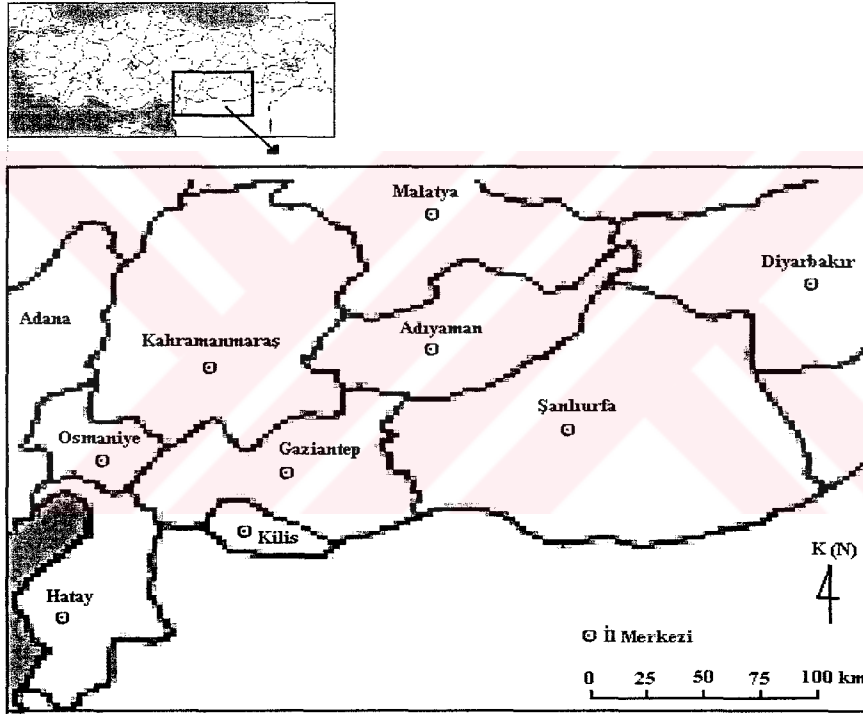 Malatya
Diyarbakır
Adana
Adıyaman
Kahramanmaraş
Şanlıurfa
Osmaniye
Gaziantep
Kilis
K (N)
Hatay
İl Merkezi
0 25 50 75 100 km